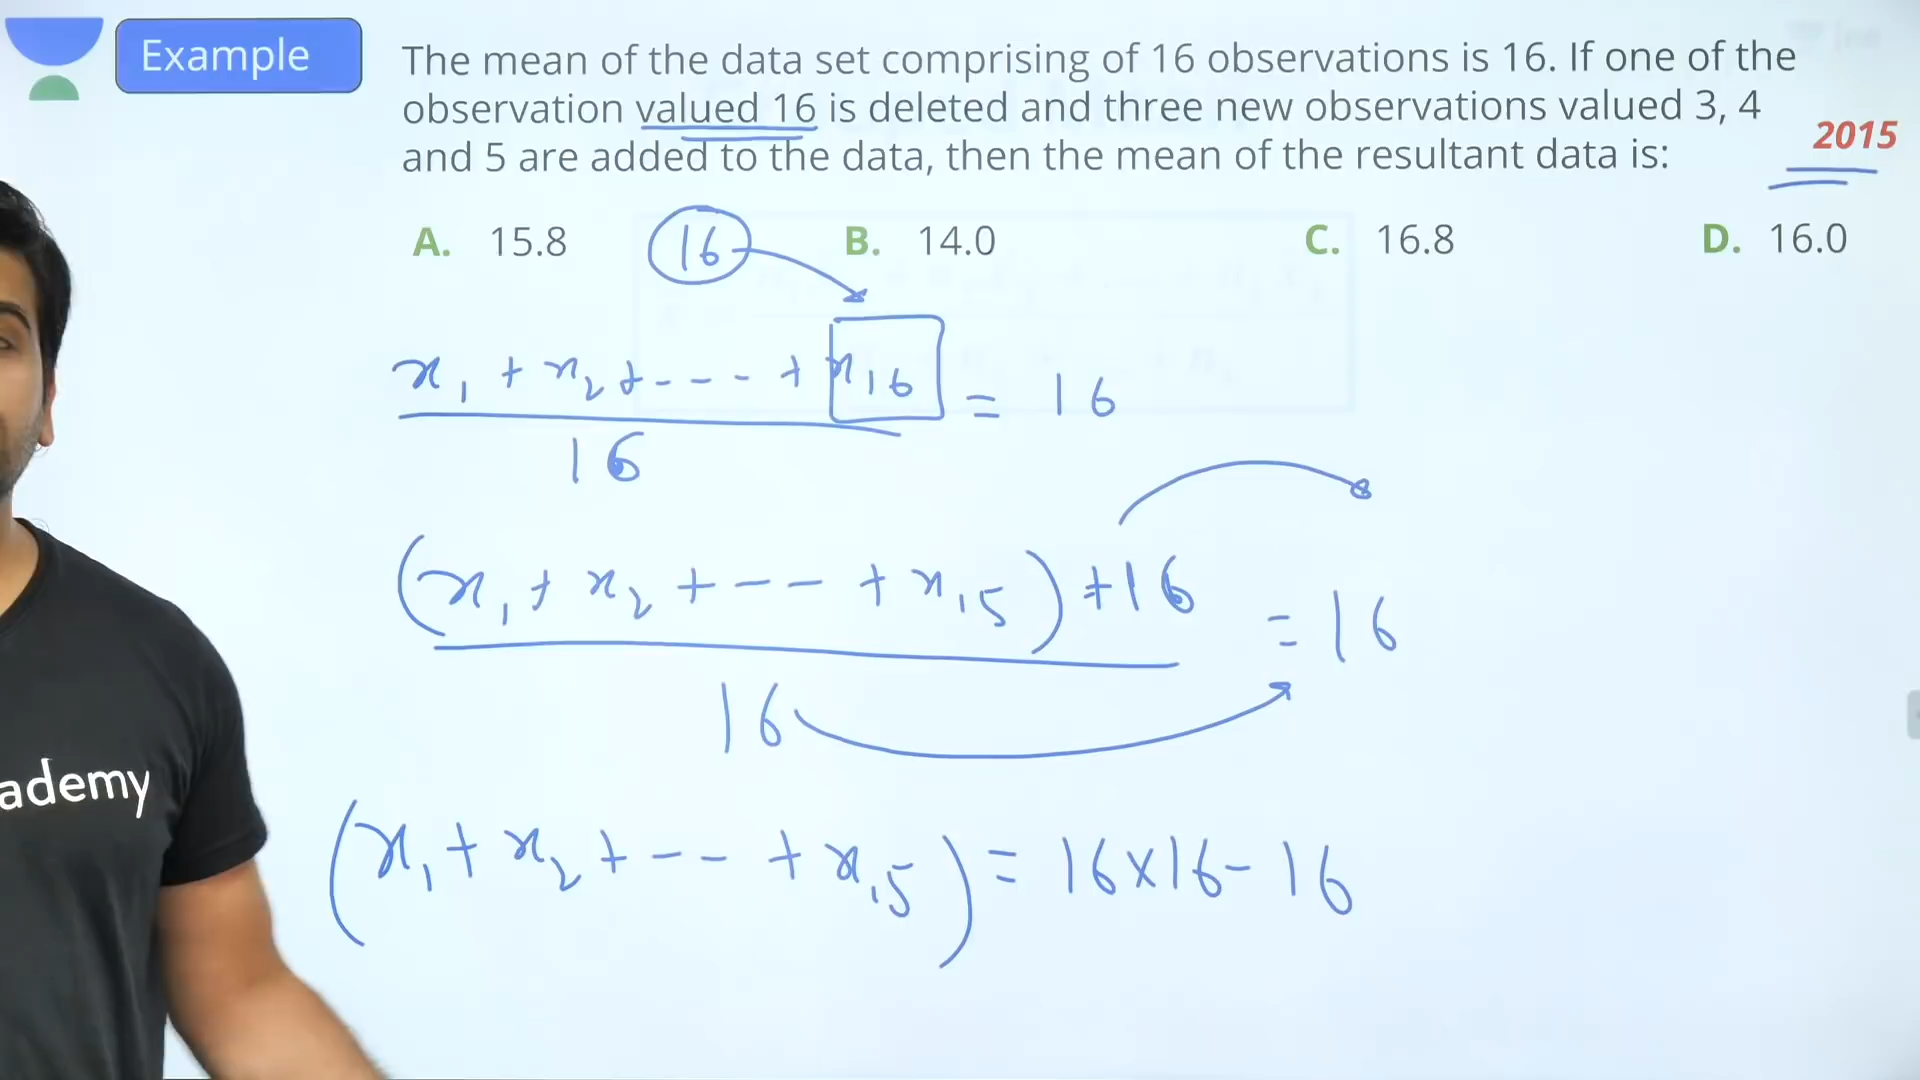 Example
The mean of the data set comprising of 16 observations is 16. If one of the
observation valued 16 is deleted and three new observations valued 3, 4
and 5 are added to the data, then the mean of the resultant data is:
2015
A. 15.8 B. 14.0 C. 16.8 D. 16.0
16
x₁ + x₂ + - - - - + x₁₆ = 16
16
(x₁ + x₂ + - - + x₁₅) + 16 = 16
16
(x₁ + x₂ + - - + x₁₅) = 16×16 - 16
ademy